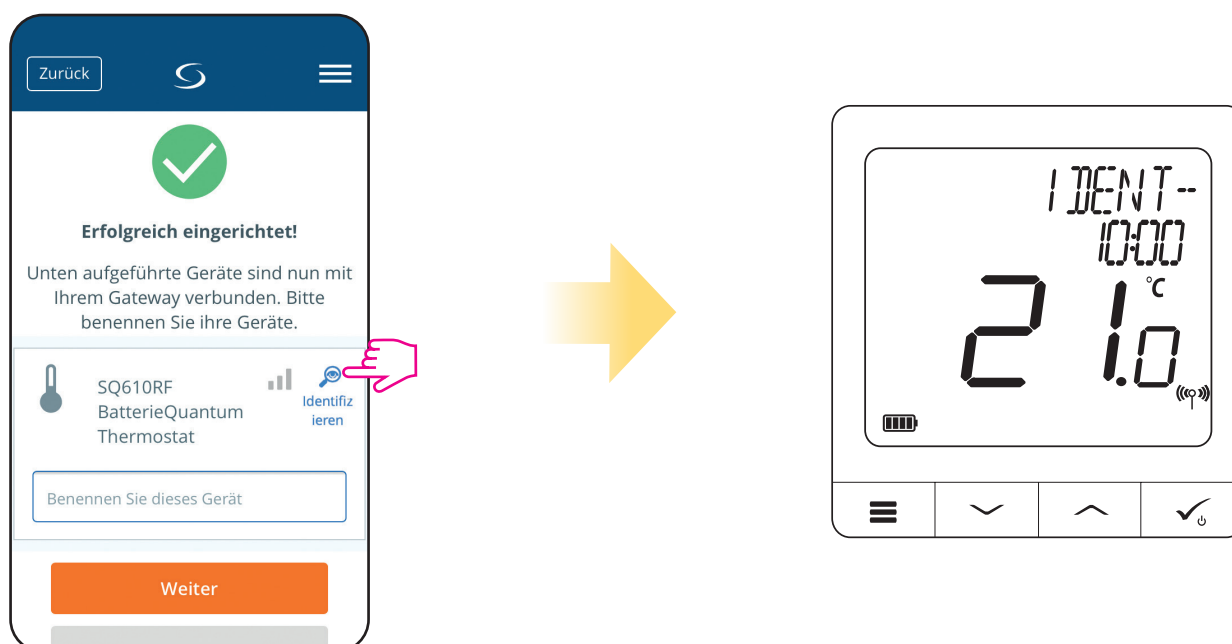 Zurück
Erfolgreich eingerichtet!
Unten aufgeführte Geräte sind nun mit
Ihrem Gateway verbunden. Bitte
benennen Sie ihre Geräte.
SQ610RF
BatterieQuantum
Thermostat
Identifiz
ieren
Benennen Sie dieses Gerät
Weiter
IDENT--
10:00
°C
21.0